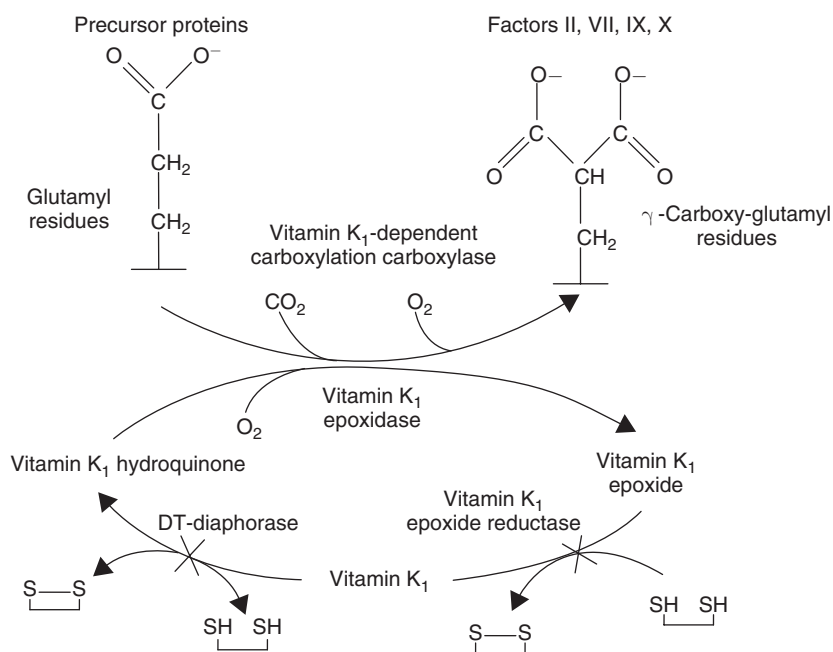 Precursor proteins
Factors II, VII, IX, X
O O⁻
C
CH₂
CH₂
Glutamyl
residues
O⁻ O⁻
C C
O CH O
CH₂
γ-Carboxy-glutamyl
residues
Vitamin K₁-dependent
carboxylation carboxylase
CO₂ O₂
O₂
Vitamin K₁
epoxidase
Vitamin K₁ hydroquinone
Vitamin K₁
epoxide
DT-diaphorase
Vitamin K₁
epoxide reductase
Vitamin K₁
S S
SH SH
S S
SH SH